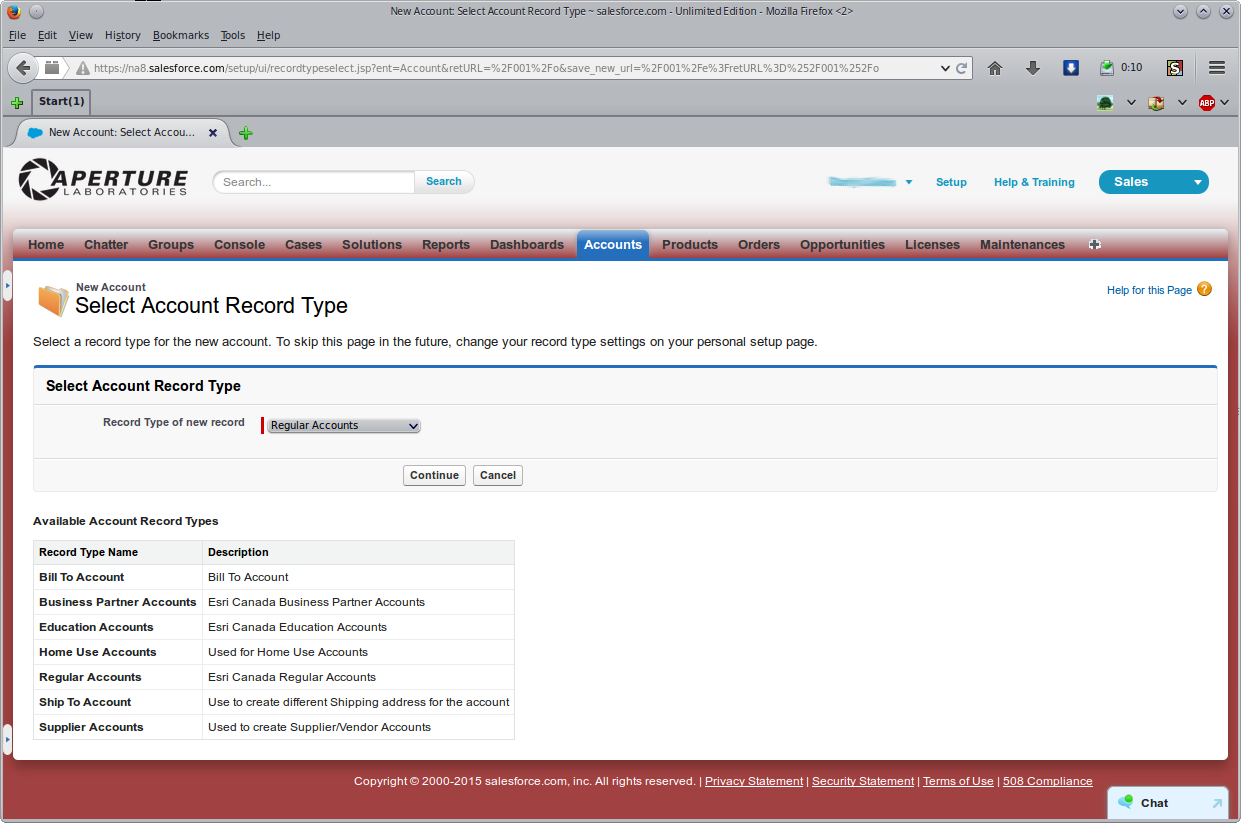 New Account: Select Account Record Type ~ salesforce.com - Unlimited Edition - Mozilla Firefox <2>
File Edit View History Bookmarks Tools Help
https://na8.salesforce.com/setup/ui/recordtypeselect.jsp?ent=Account&retURL=%2F001%2Fo&save_new_url=%2F001%2Fe%3FretURL%3D%252F001%252Fo
0:10
S
Start(1)
ABP
New Account: Select Accou...
APERTURE
LABORATORIES
Search...
Search
Setup
Help & Training
Sales
Home Chatter Groups Console Cases Solutions Reports Dashboards Accounts Products Orders Opportunities Licenses Maintenances
New Account
Select Account Record Type
Help for this Page ?
Select a record type for the new account. To skip this page in the future, change your record type settings on your personal setup page.
Select Account Record Type
Record Type of new record Regular Accounts
Continue Cancel
Available Account Record Types
Record Type Name Description
Bill To Account Bill To Account
Business Partner Accounts Esri Canada Business Partner Accounts
Education Accounts Esri Canada Education Accounts
Home Use Accounts Used for Home Use Accounts
Regular Accounts Esri Canada Regular Accounts
Ship To Account Use to create different Shipping address for the account
Supplier Accounts Used to create Supplier/Vendor Accounts
Copyright © 2000-2015 salesforce.com, inc. All rights reserved. | Privacy Statement | Security Statement | Terms of Use | 508 Compliance
Chat